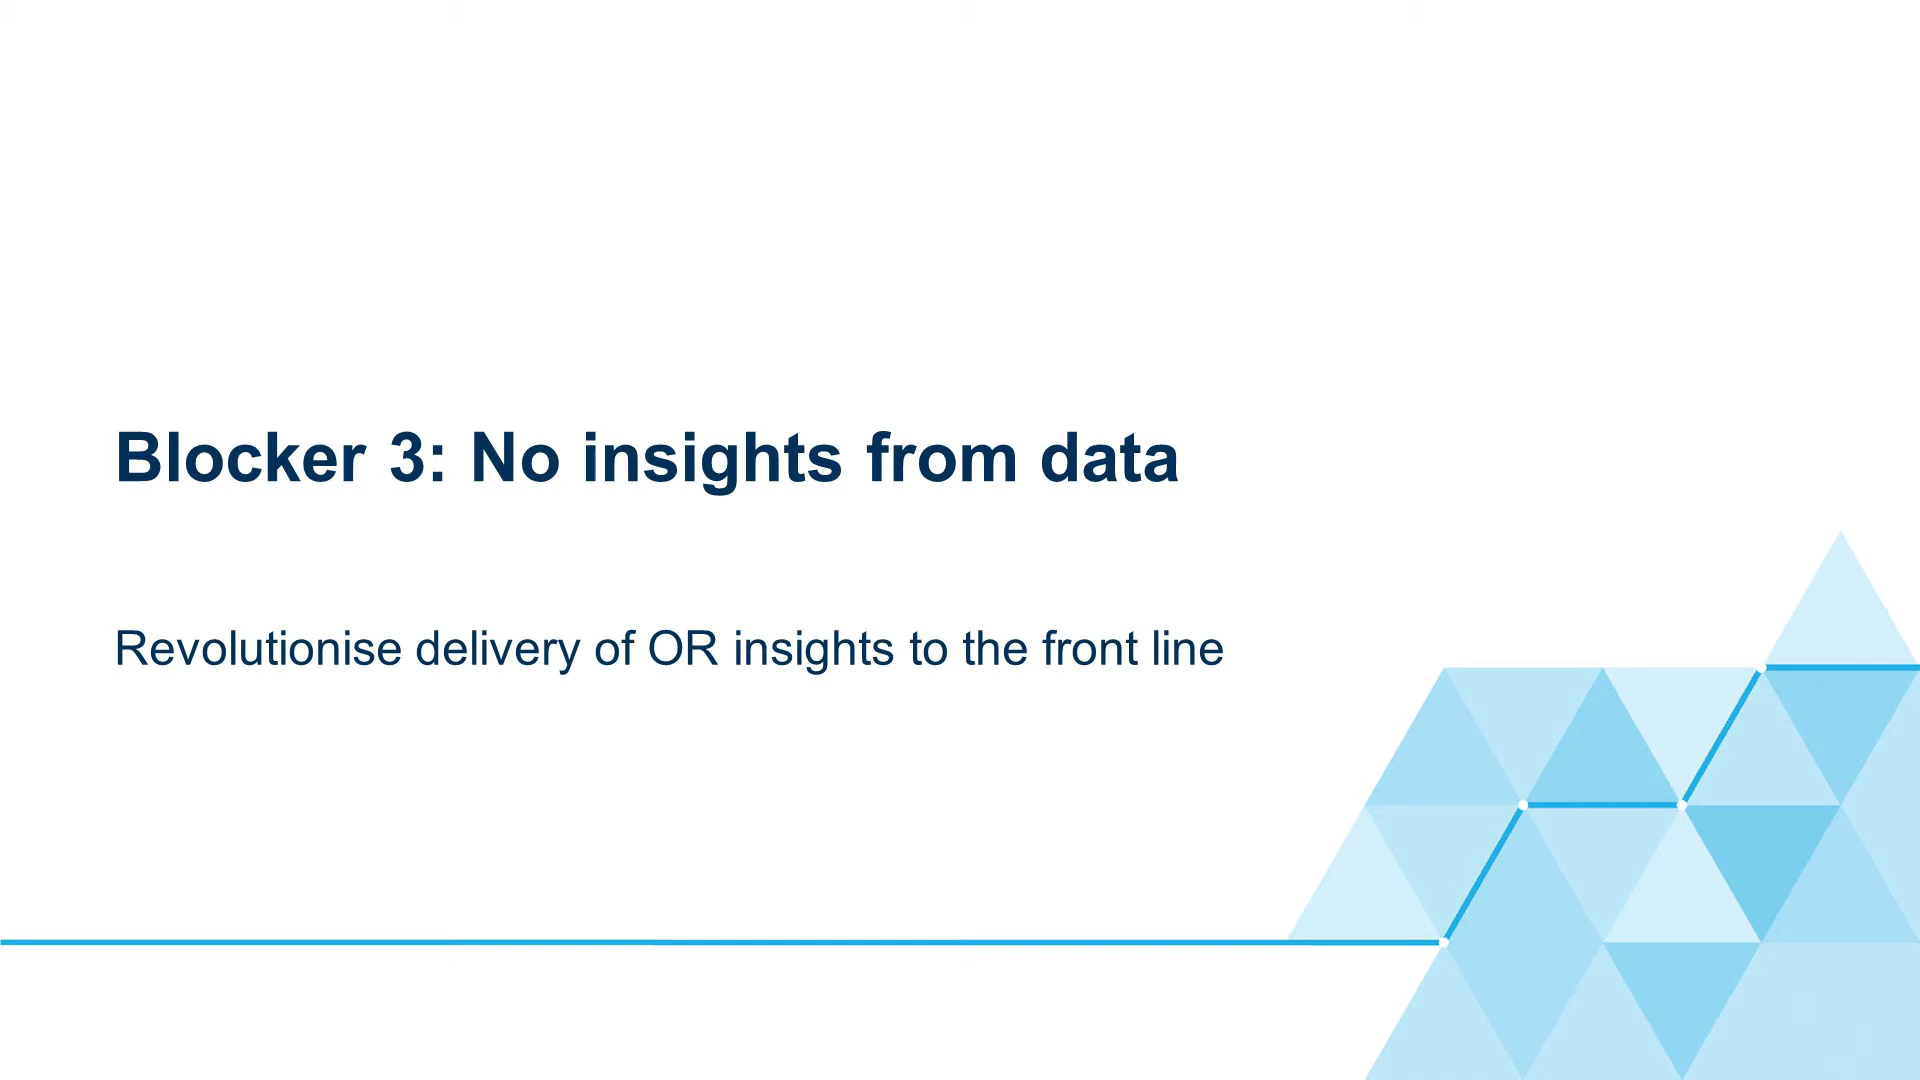 Blocker 3: No insights from data
Revolutionise delivery of OR insights to the front line